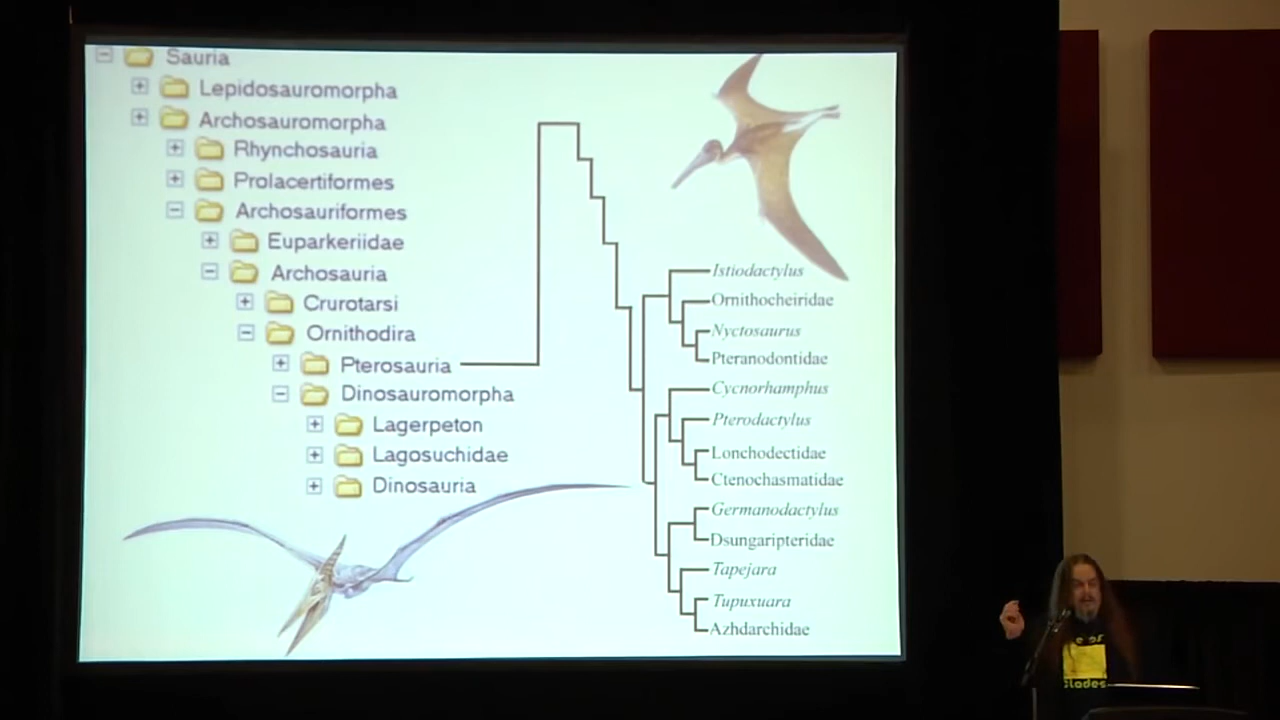 Sauria
Lepidosauromorpha
Archosauromorpha
Rhynchosauria
Prolacertiformes
Archosauriformes
Euparkeriidae
Archosauria
Crurotarsi
Ornithodira
Pterosauria
Dinosauromorpha
Lagerpeton
Lagosuchidae
Dinosauria
Istiodactylus
Ornithocheiridae
Nyctosaurus
Pteranodontidae
Cycnorhamphus
Pterodactylus
Lonchodectidae
Ctenochasmatidae
Germanodactylus
Dsungaripteridae
Tapejara
Tupuxuara
Azhdarchidae
Clades